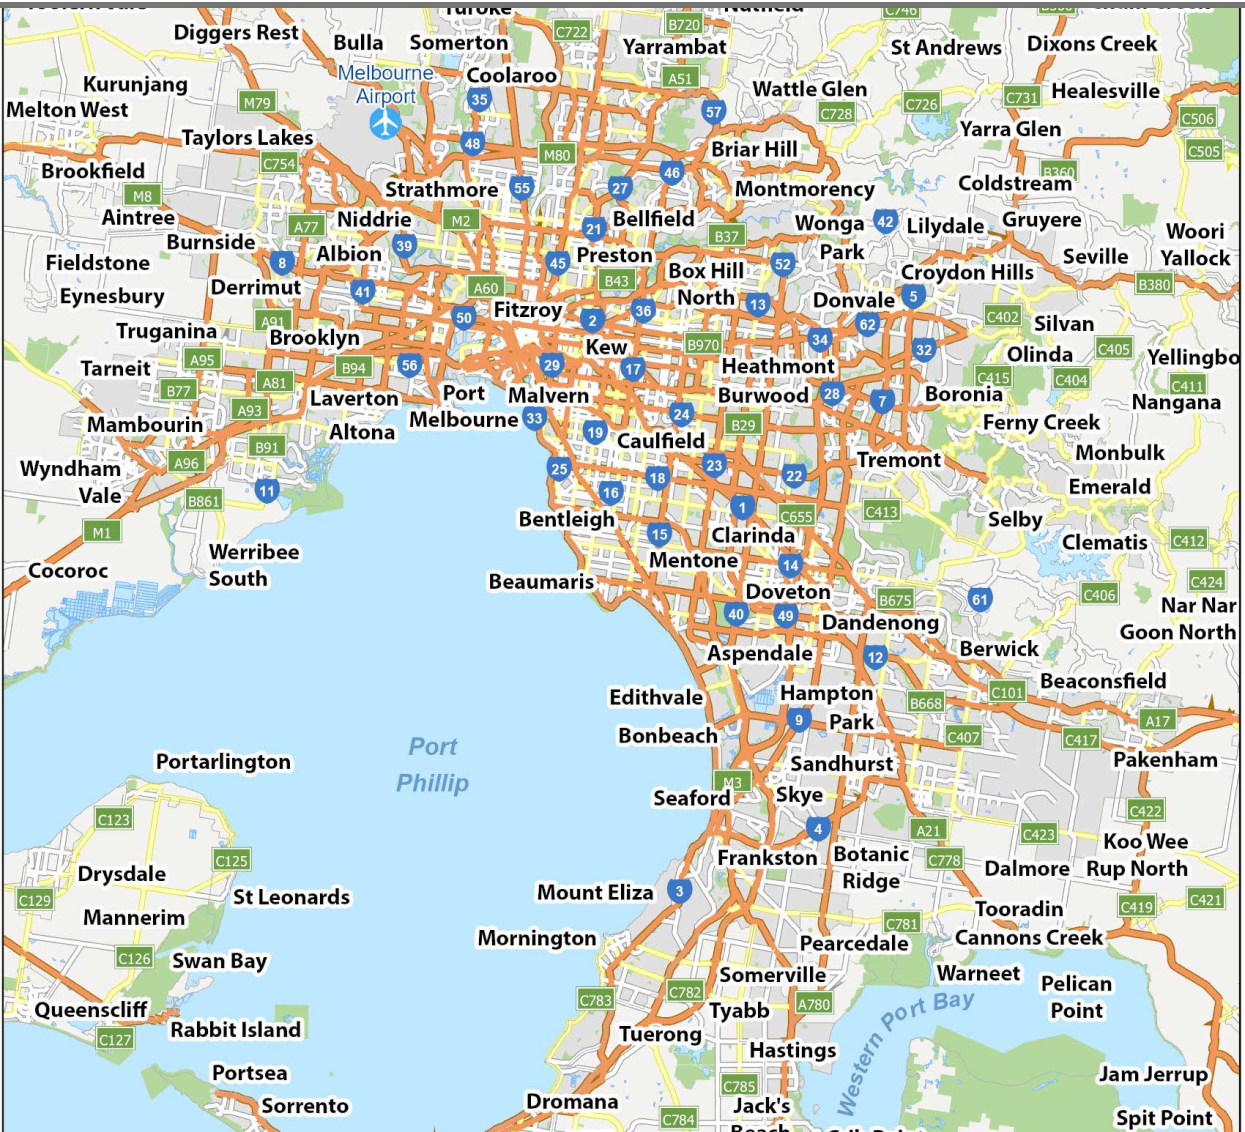 Diggers Rest
Bulla
Somerton
C722
B720
Yarrambat
C746
St Andrews
Dixons Creek
Kurunjang
Melbourne
Airport
Coolaroo
A51
Wattle Glen
Healesville
Melton West
M79
35
57
C728
C726
C731
C506
Taylors Lakes
48
M80
Briar Hill
Yarra Glen
C505
Brookfield
C754
46
B360
M8
Strathmore
55
27
Montmorency
Coldstream
Aintree
A77
Niddrie
M2
21
Bellfield
B37
Wonga
Park
42
Lilydale
Gruyere
Woori
Yallock
Burnside
39
Fieldstone
8
Albion
45
Preston
Box Hill
North
52
Croydon Hills
Seville
B380
Eynesbury
Derrimut
41
A60
B43
36
13
Donvale
5
Truganina
A91
Brooklyn
50
Fitzroy
2
62
C402
Silvan
Tarneit
A95
B94
56
Kew
B970
34
32
Olinda
C405
Yellingbo
B77
A81
29
17
Heathmont
C415
C404
C411
A93
Laverton
Port
Melbourne
Malvern
Burwood
28
7
Boronia
Nangana
Mambourin
Altona
33
19
24
B29
Ferny Creek
B91
Caulfield
Monbulk
Wyndham
Vale
A96
25
18
23
22
Tremont
Emerald
B861
11
16
1
C655
C413
Selby
M1
Bentleigh
15
Clarinda
Clematis
C412
Werribee
South
Mentone
14
Cocoroc
Beaumaris
Doveton
B675
61
C406
C424
40
49
Dandenong
Nar Nar
Goon North
Aspendale
12
Berwick
Edithvale
Hampton
Park
B668
C101
Beaconsfield
Bonbeach
9
C407
C417
A17
Port
Phillip
Pakenham
Portarlington
M3
Sandhurst
Seaford
Skye
C123
4
A21
C423
C422
C125
Frankston
Botanic
Ridge
C778
Koo Wee
Rup North
Drysdale
Dalmore
C129
St Leonards
Mount Eliza
3
C419
C421
Mannerim
C781
Tooradin
Mornington
Pearcedale
Cannons Creek
C126
Swan Bay
Somerville
Warneet
Pelican
Point
Queenscliff
C783
C782
Tyabb
A780
Western Port Bay
C127
Rabbit Island
Tuerong
Hastings
Portsea
C785
Jam Jerrup
Sorrento
Dromana
C784
Jack's
Spit Point